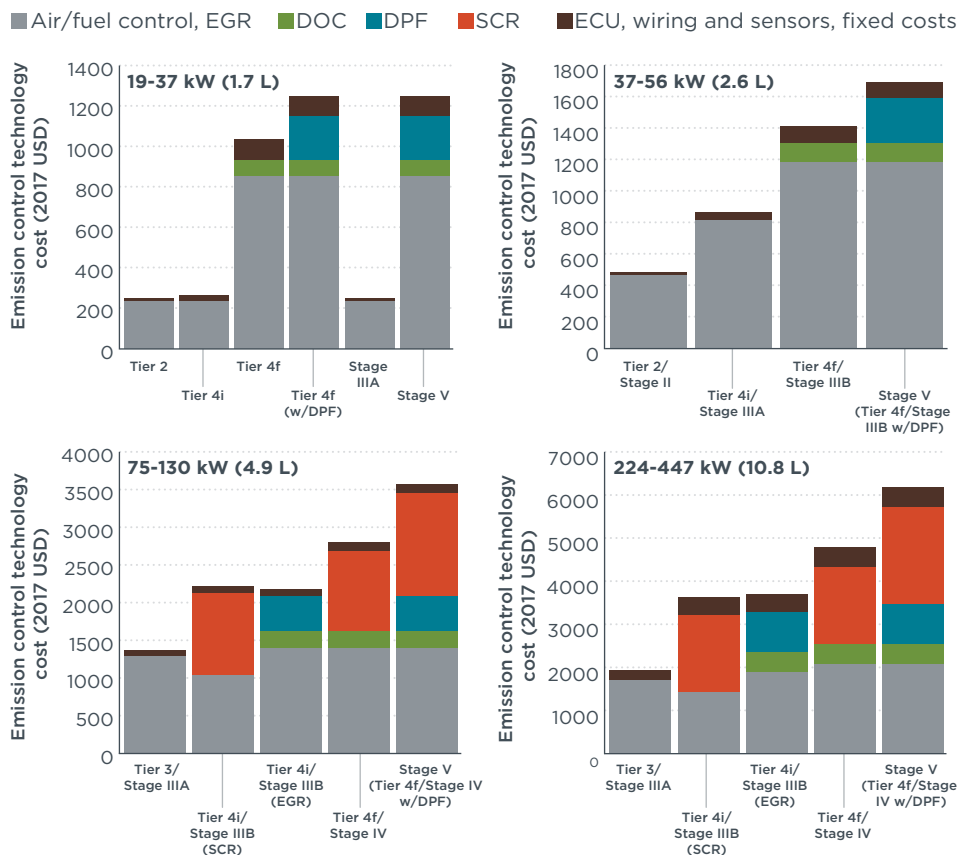 Air/fuel control, EGR DOC DPF SCR ECU, wiring and sensors, fixed costs
Emission control technology
cost (2017 USD)
1400
1200
1000
800
600
400
200
0
19-37 kW (1.7 L)
Tier 2
Tier 4i
Tier 4f
Tier 4f
(w/DPF)
Stage
IIIA
Stage V
Emission control technology
cost (2017 USD)
1800
1600
1400
1200
1000
800
600
400
200
0
37-56 kW (2.6 L)
Tier 2/
Stage II
Tier 4i/
Stage IIIA
Tier 4f/
Stage IIIB
Stage V
(Tier 4f/Stage
IIIB w/DPF)
Emission control technology
cost (2017 USD)
4000
3500
3000
2500
2000
1500
1000
500
0
75-130 kW (4.9 L)
Tier 3/
Stage IIIA
Tier 4i/
Stage IIIB
(SCR)
Tier 4i/
Stage IIIB
(EGR)
Tier 4f/
Stage IV
Stage V
(Tier 4f/Stage IV
w/DPF)
Emission control technology
cost (2017 USD)
7000
6000
5000
4000
3000
2000
1000
0
224-447 kW (10.8 L)
Tier 3/
Stage IIIA
Tier 4i/
Stage IIIB
(SCR)
Tier 4i/
Stage IIIB
(EGR)
Tier 4f/
Stage IV
Stage V
(Tier 4f/Stage
IV w/DPF)